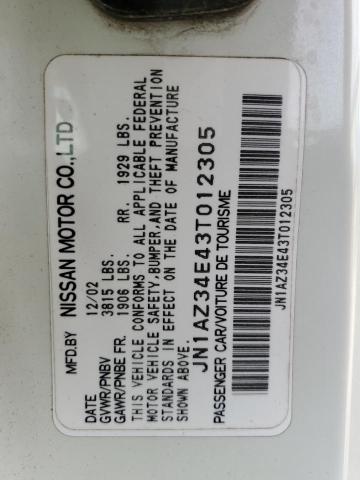 MFD.BY NISSAN MOTOR CO.,LTD
DATE 12/02
GVWR/PNBV 3815 LBS.
GAWR/PNBE FR. 1906 LBS. RR. 1929 LBS.
THIS VEHICLE CONFORMS TO ALL APPLICABLE FEDERAL
MOTOR VEHICLE SAFETY,BUMPER,AND THEFT PREVENTION
STANDARDS IN EFFECT ON THE DATE OF MANUFACTURE
SHOWN ABOVE.
JN1AZ34E43T012305
PASSENGER CAR/VOITURE DE TOURISME
JN1AZ34E43T012305